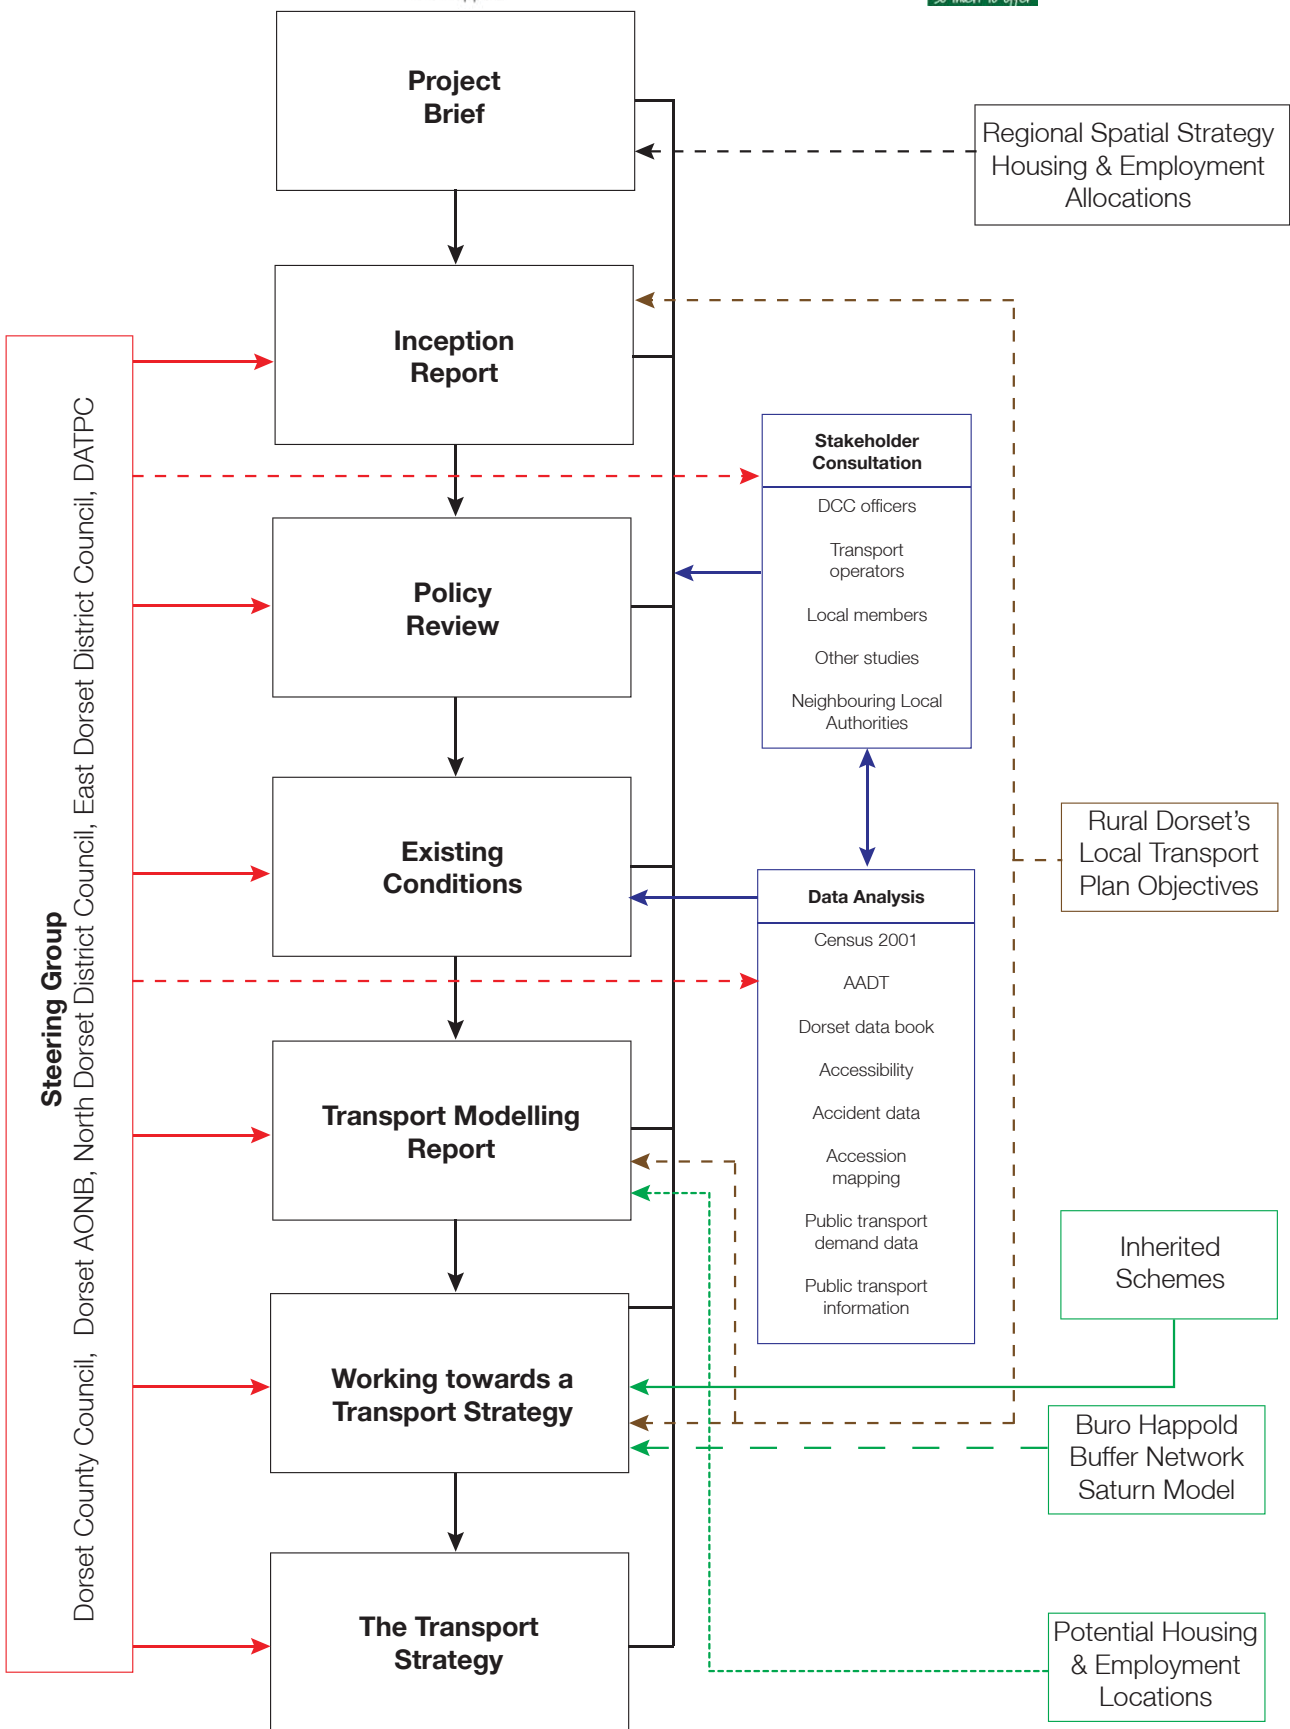 Project
Brief
Regional Spatial Strategy
Housing & Employment
Allocations
Inception
Report
Steering Group
Dorset County Council, Dorset AONB, North Dorset District Council, East Dorset District Council, DATPC
Stakeholder
Consultation
DCC officers
Transport
operators
Local members
Other studies
Neighbouring Local
Authorities
Policy
Review
Existing
Conditions
Rural Dorset's
Local Transport
Plan Objectives
Data Analysis
Census 2001
AADT
Dorset data book
Accessibility
Accident data
Accession
mapping
Public transport
demand data
Public transport
information
Transport Modelling
Report
Inherited
Schemes
Working towards a
Transport Strategy
Buro Happold
Buffer Network
Saturn Model
The Transport
Strategy
Potential Housing
& Employment
Locations